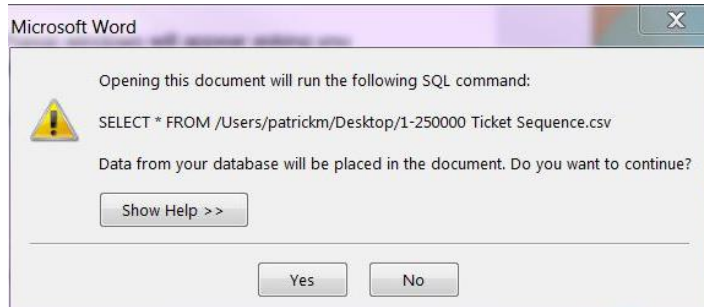 Microsoft Word
X
Opening this document will run the following SQL command:
SELECT * FROM /Users/patrickm/Desktop/1-250000 Ticket Sequence.csv
Data from your database will be placed in the document. Do you want to continue?
Show Help >>
Yes No